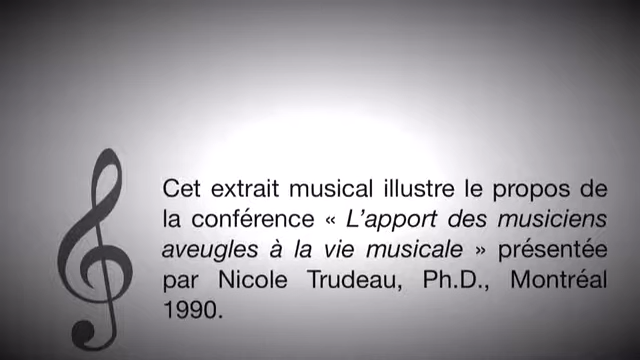 Cet extrait musical illustre le propos de
la conférence « L’apport des musiciens
aveugles à la vie musicale » présentée
par Nicole Trudeau, Ph.D., Montréal
1990.